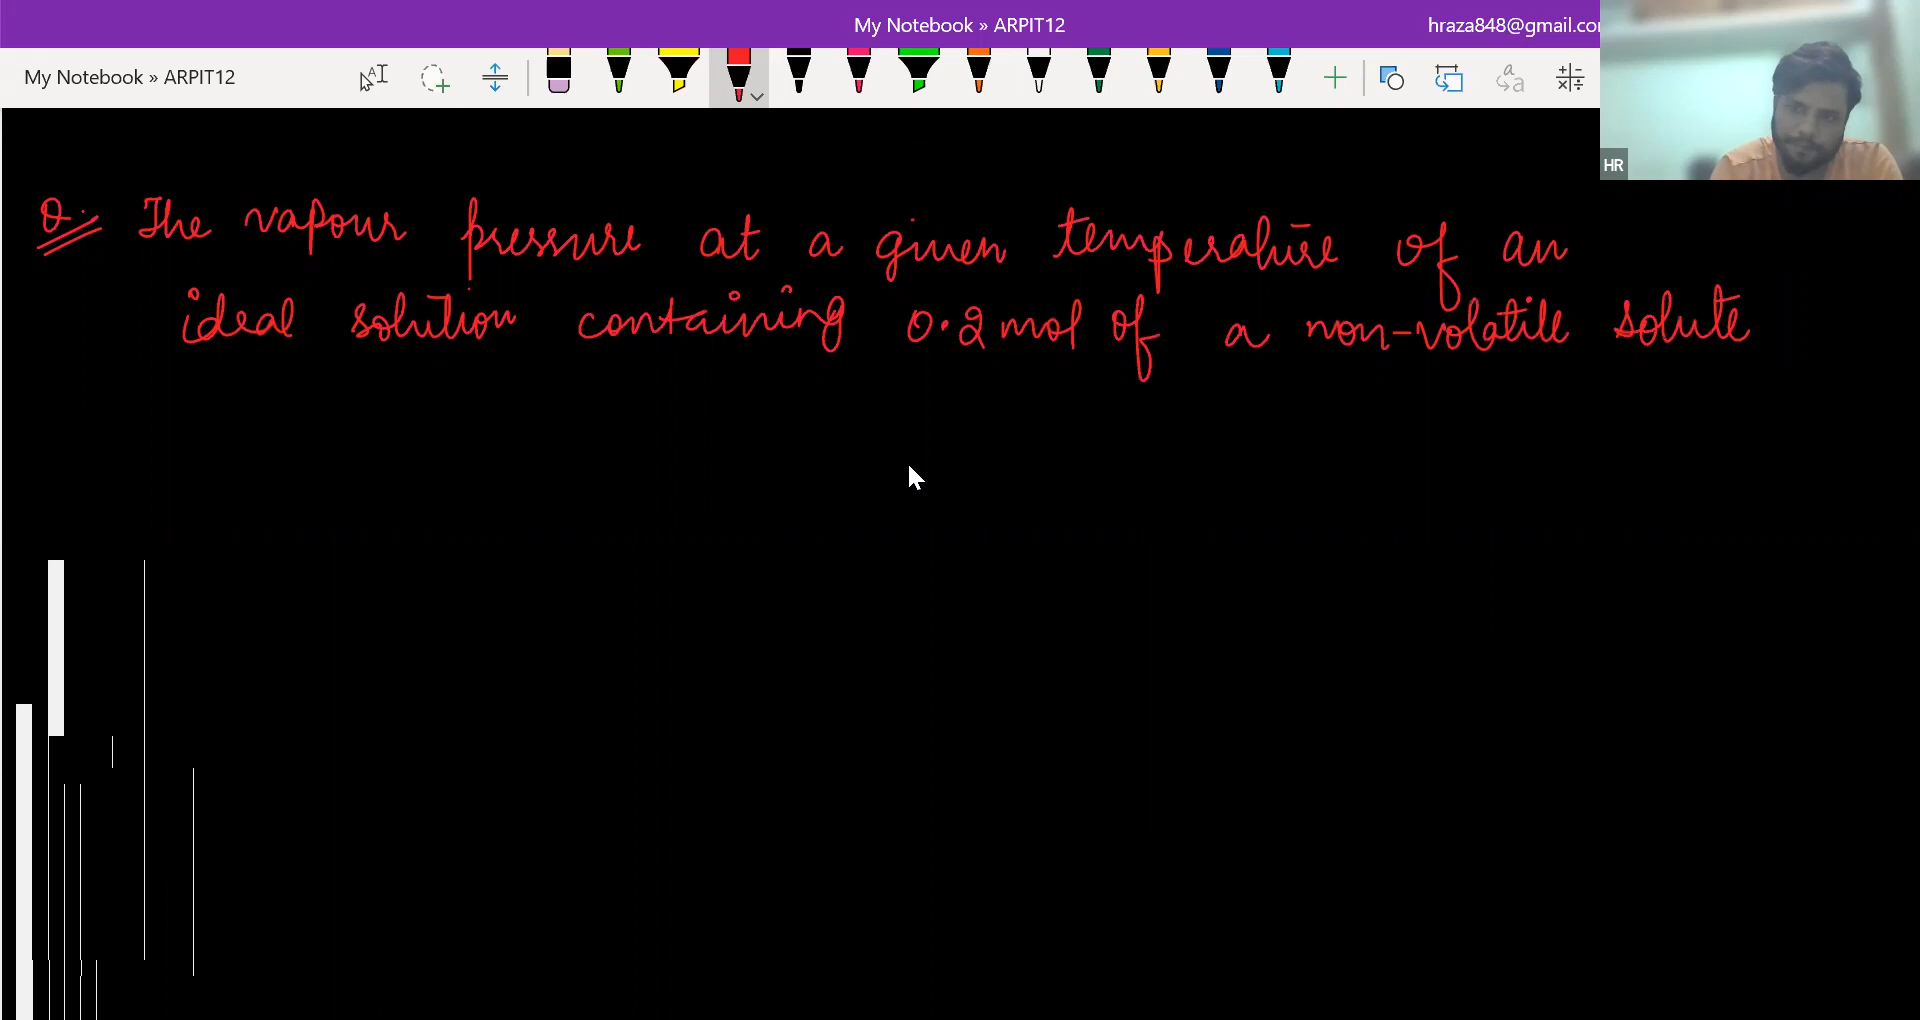 My Notebook » ARPIT12
hraza848@gmail.co
My Notebook » ARPIT12
HR
Q. The vapour pressure at a given temperature of an
ideal solution containing 0.2 mol of a non-volatile solute